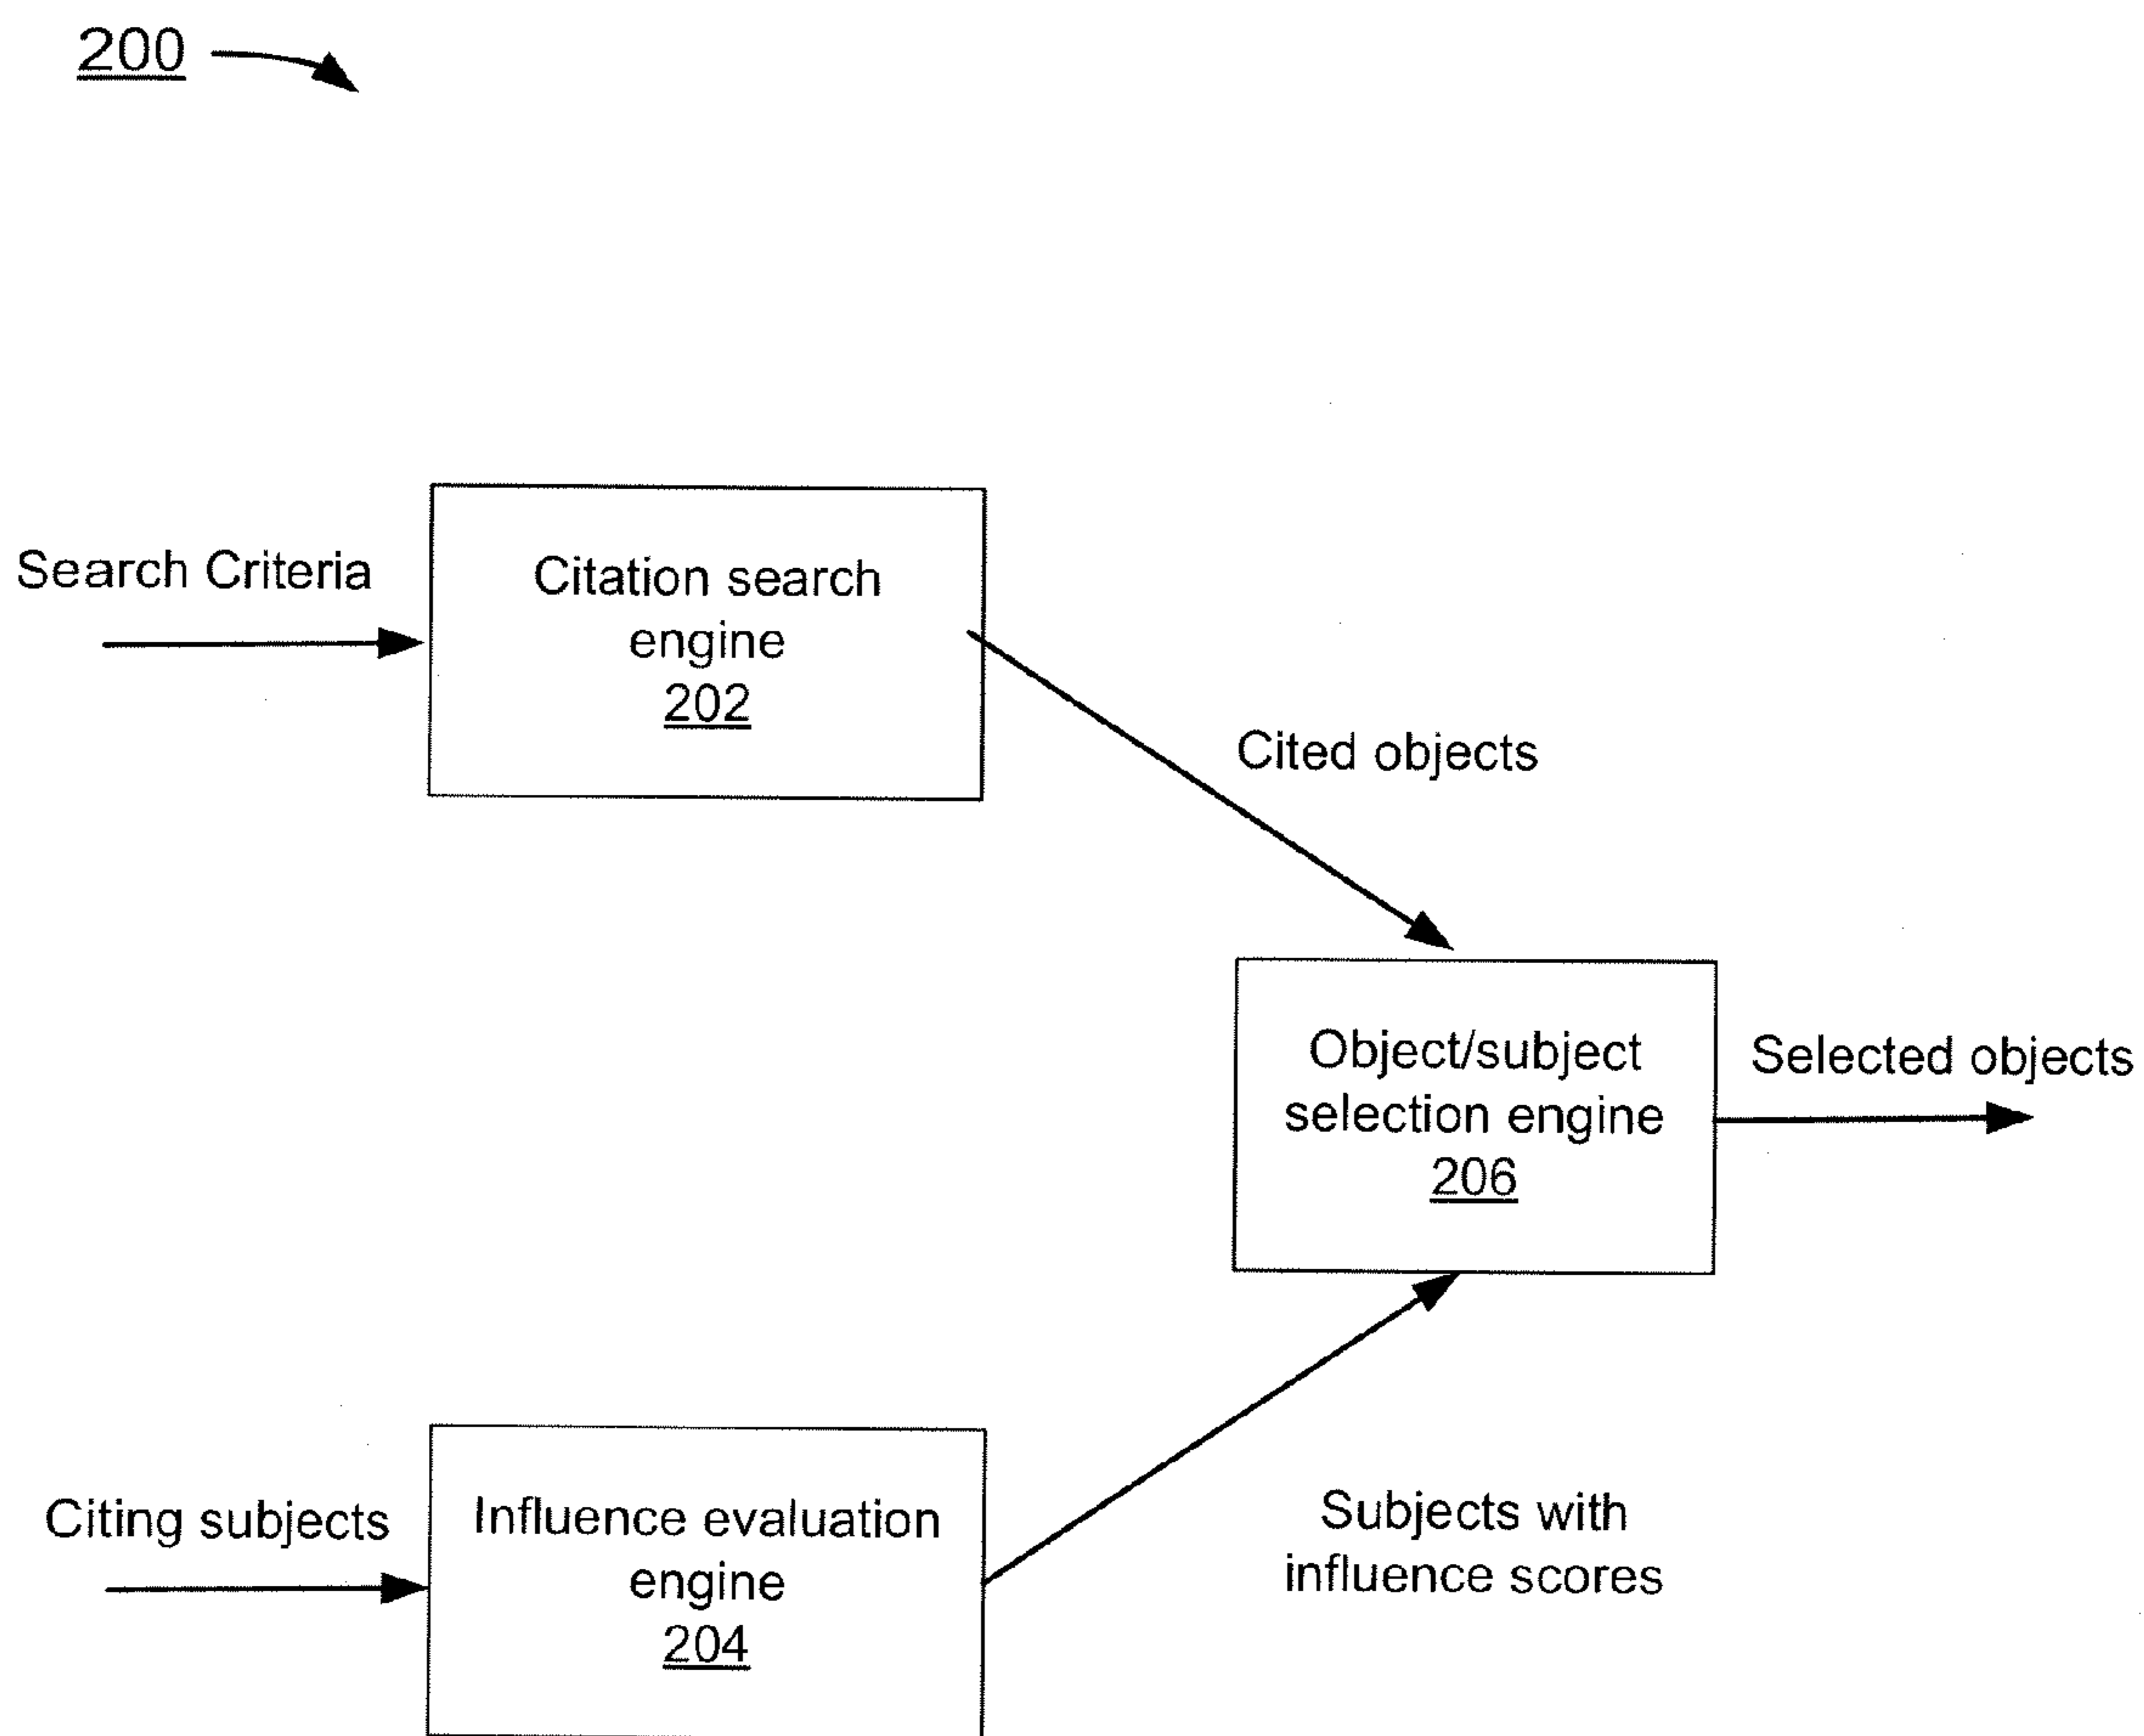 200
Search Criteria
Citation search
engine
202
Cited objects
Object/subject
selection engine
206
Selected objects
Citing subjects
Influence evaluation
engine
204
Subjects with
influence scores